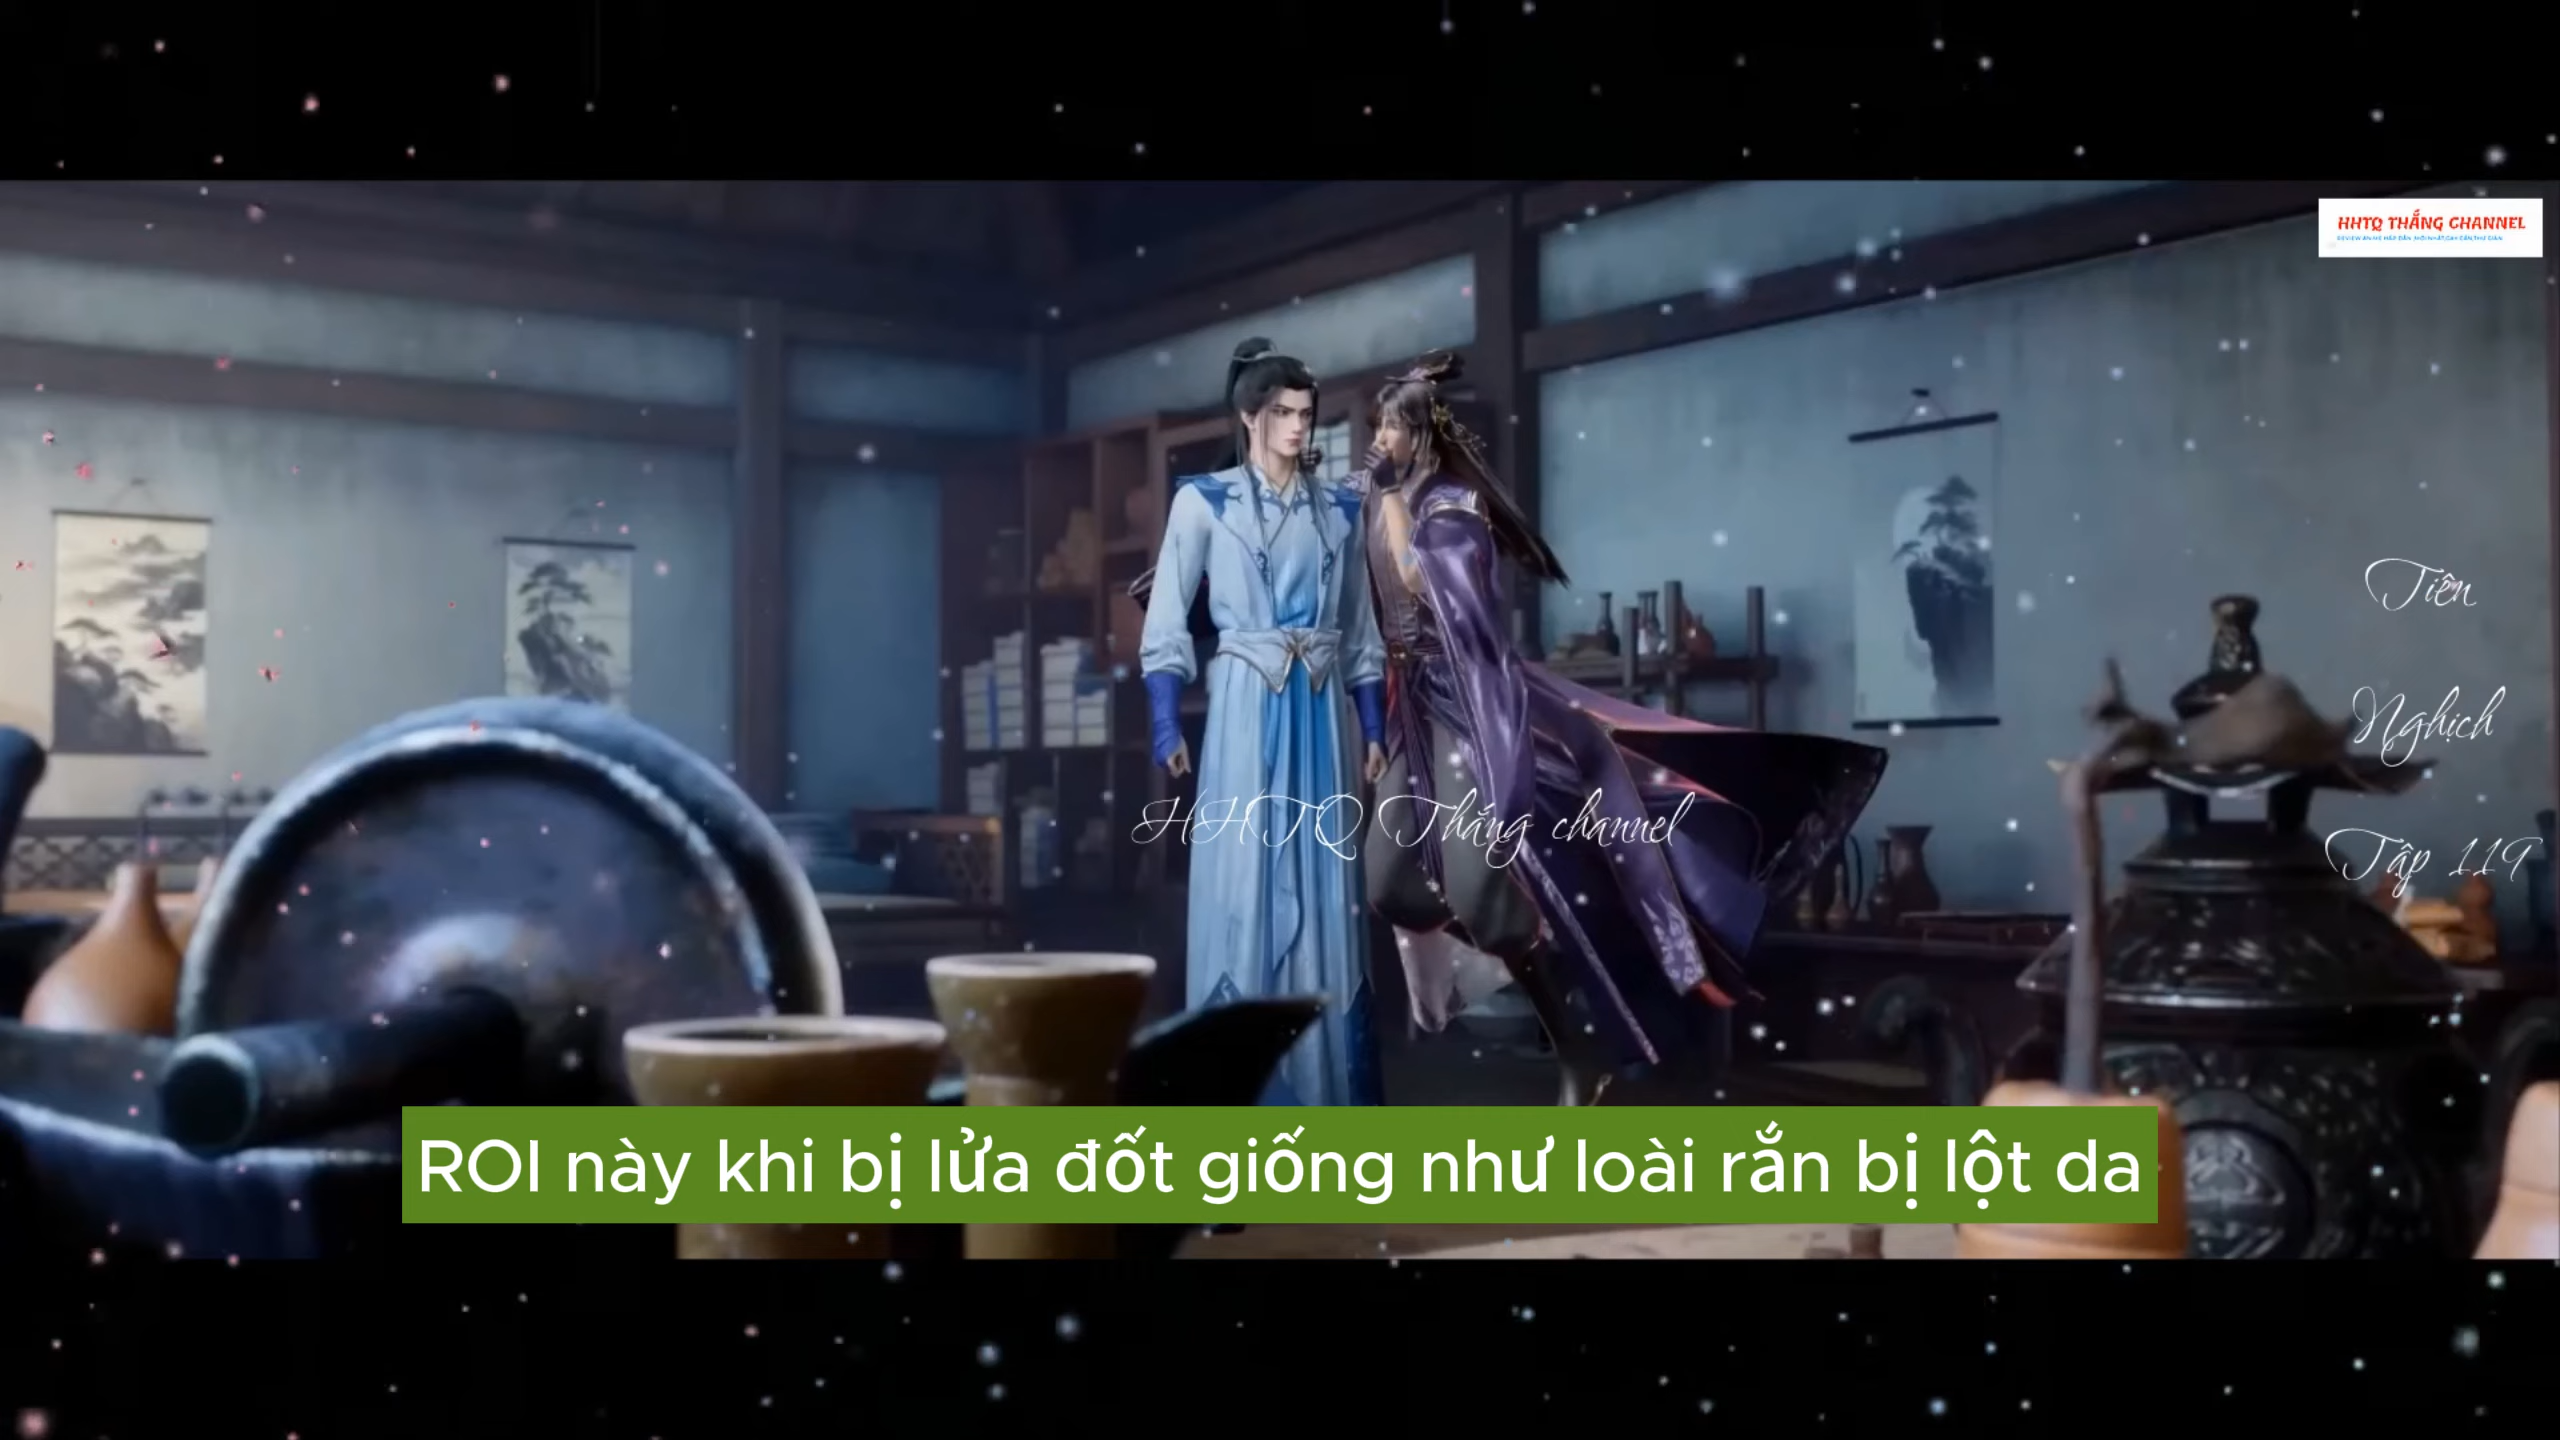 HHTQ THẮNG CHANNEL
Tiên
Nghịch
Tập 119
HHTQ Thắng channel
ROI này khi bị lửa đốt giống như loài rắn bị lột da